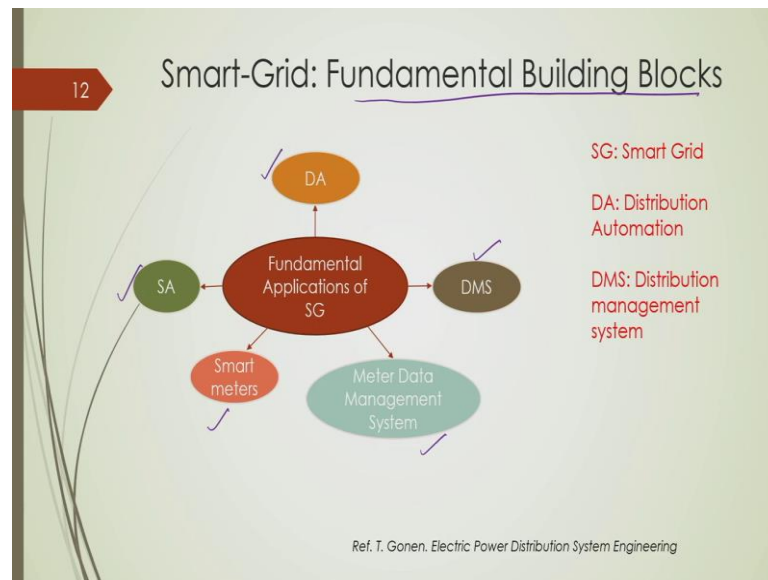 12
Smart-Grid: Fundamental Building Blocks
DA
SA
Fundamental
Applications of
SG
DMS
Smart
meters
Meter Data
Management
System
SG: Smart Grid
DA: Distribution
Automation
DMS: Distribution
management
system
Ref. T. Gonen. Electric Power Distribution System Engineering